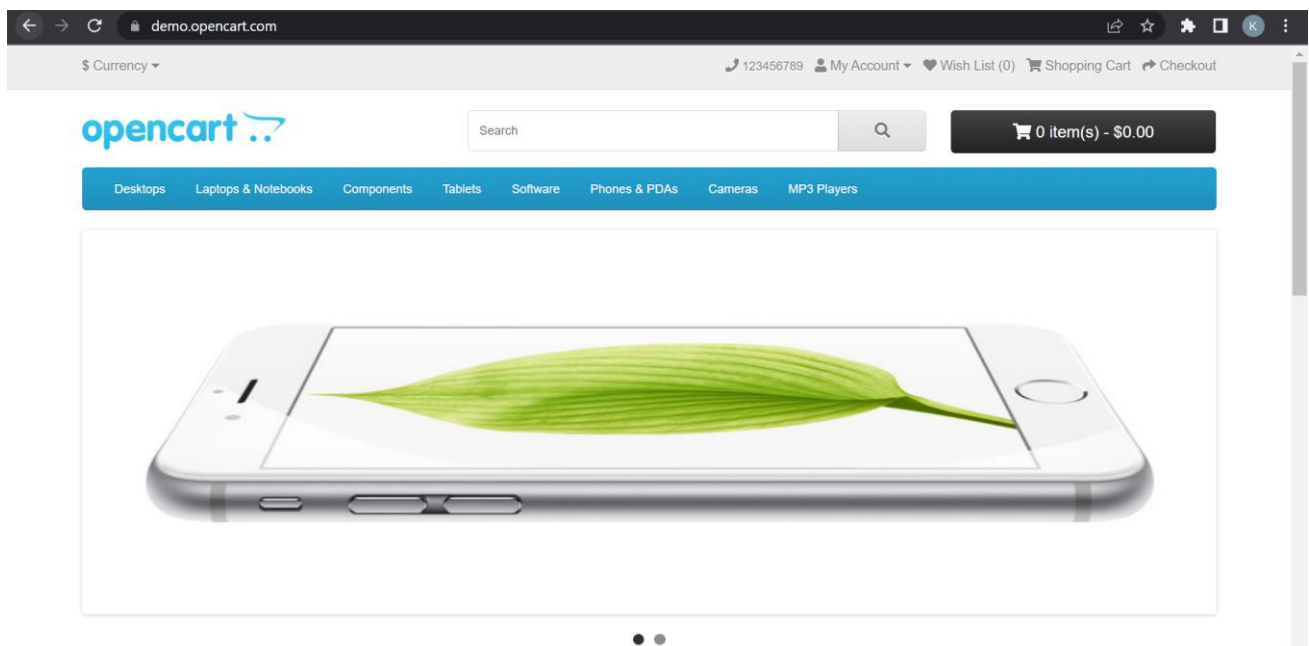 demo.opencart.com
K
$ Currency 123456789 My Account Wish List (0) Shopping Cart Checkout
opencart Search 0 item(s) - $0.00
Desktops Laptops & Notebooks Components Tablets Software Phones & PDAs Cameras MP3 Players